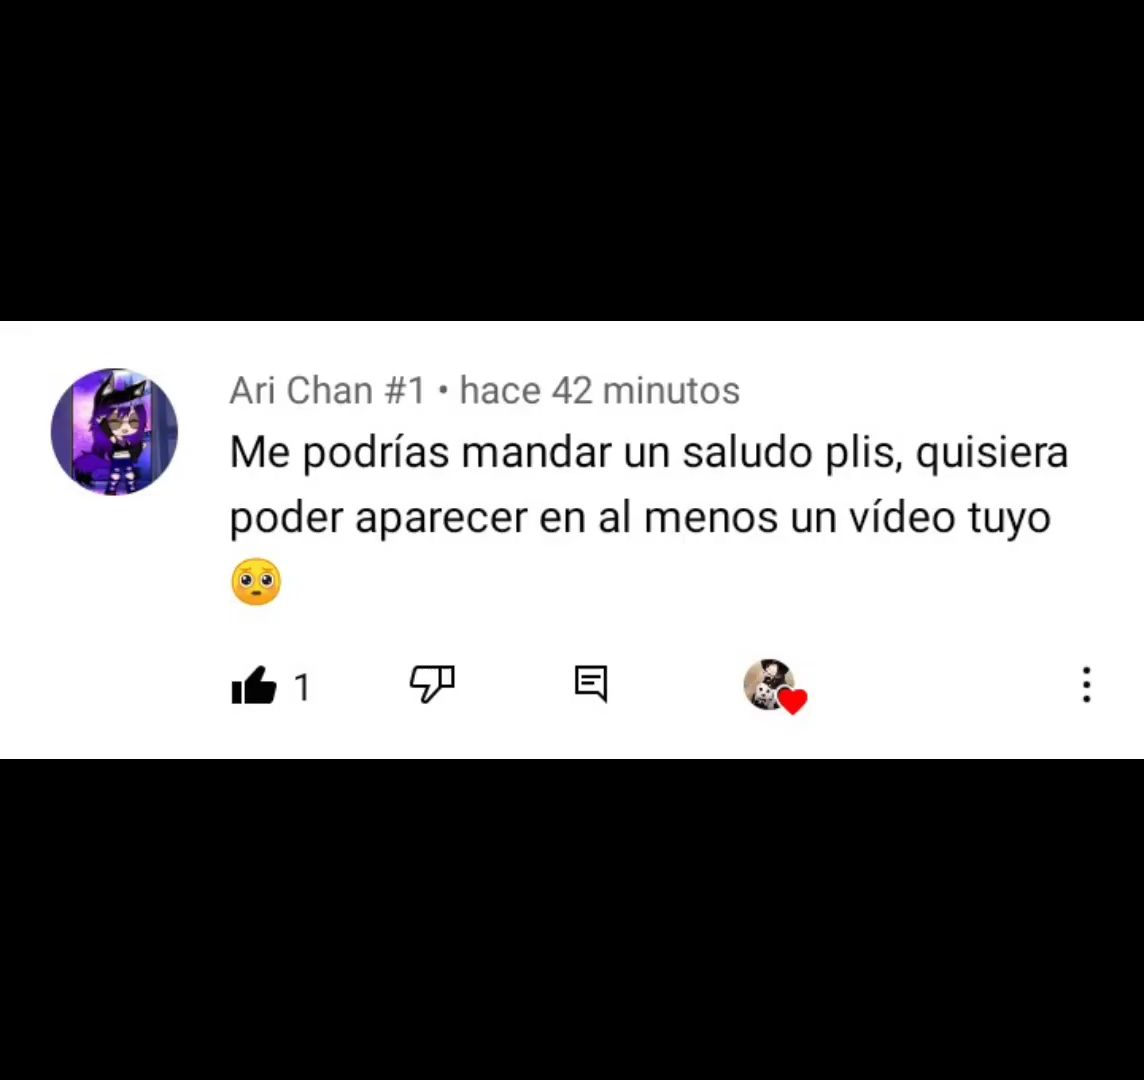 Ari Chan #1 • hace 42 minutos
Me podrías mandar un saludo plis, quisiera
poder aparecer en al menos un vídeo tuyo
🥺
1